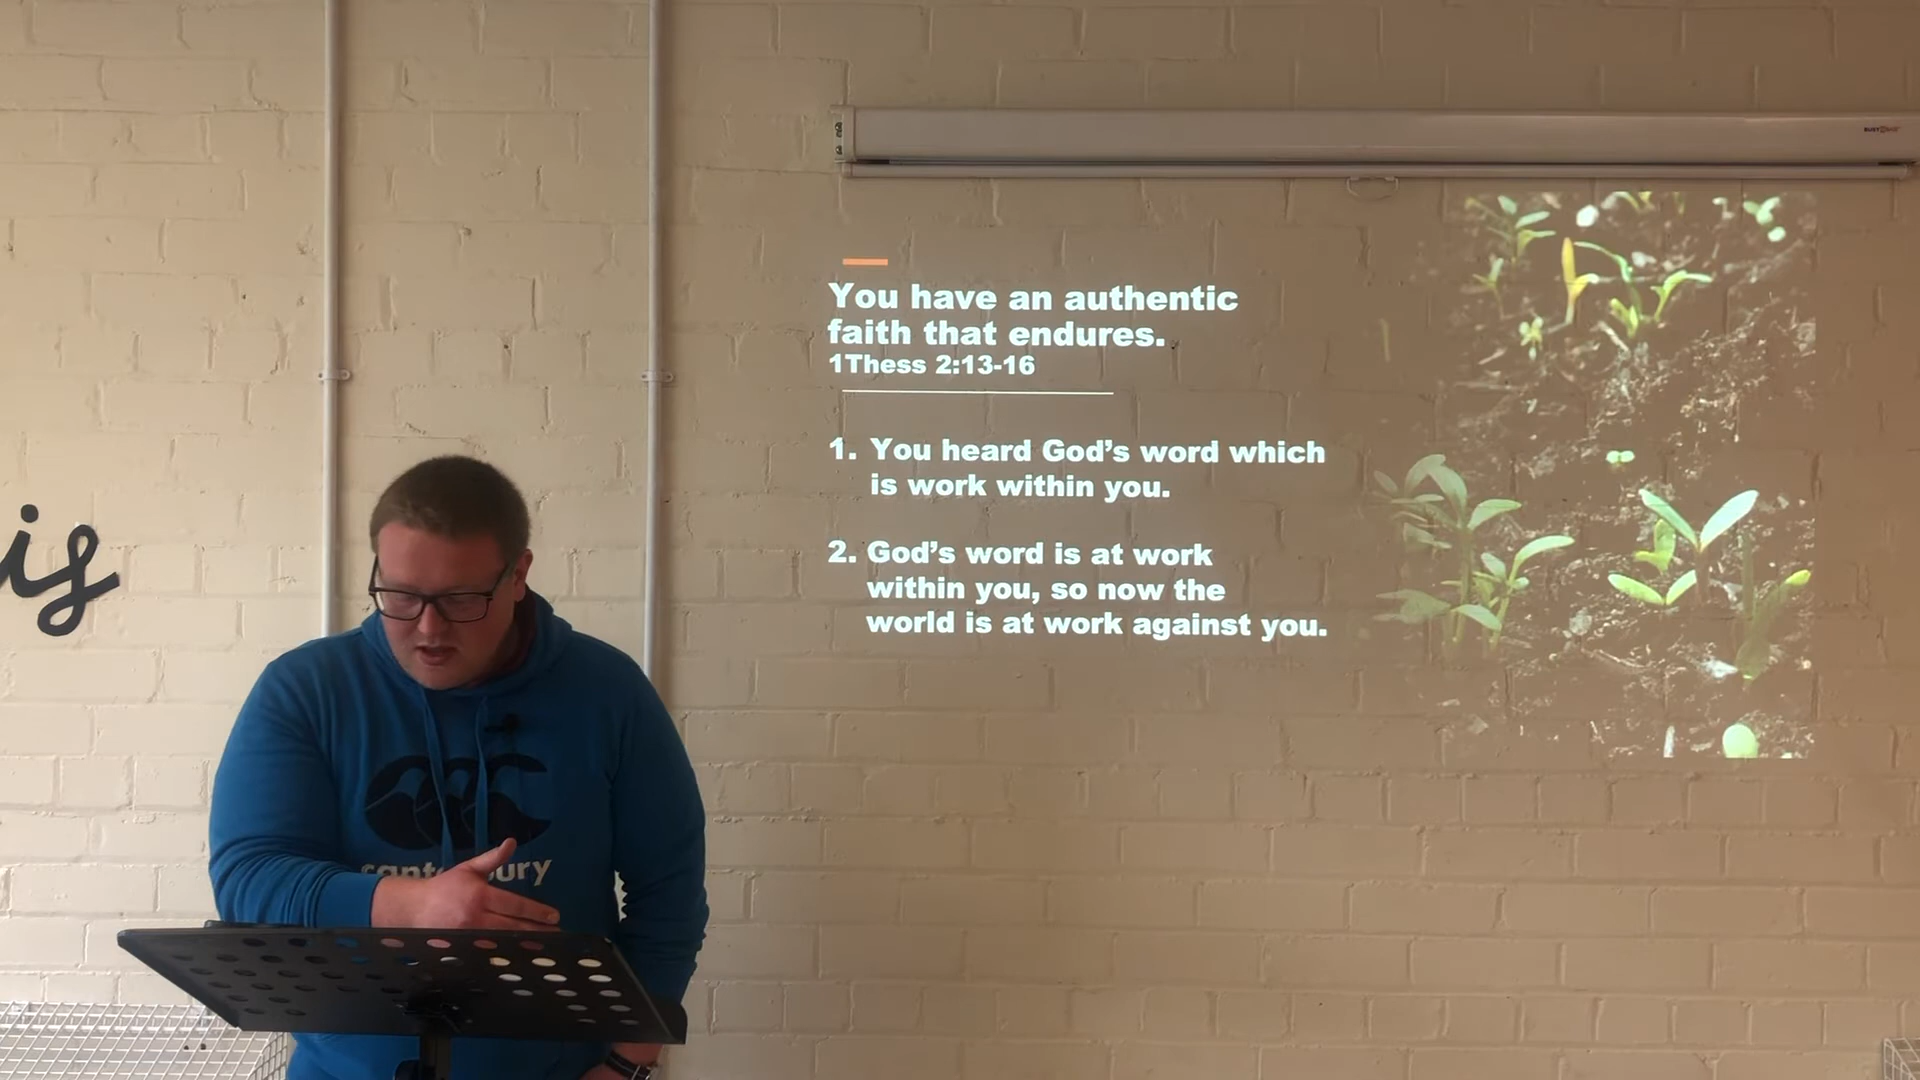 You have an authentic
faith that endures.
1Thess 2:13-16
1. You heard God's word which
is work within you.
2. God's word is at work
within you, so now the
world is at work against you.
is